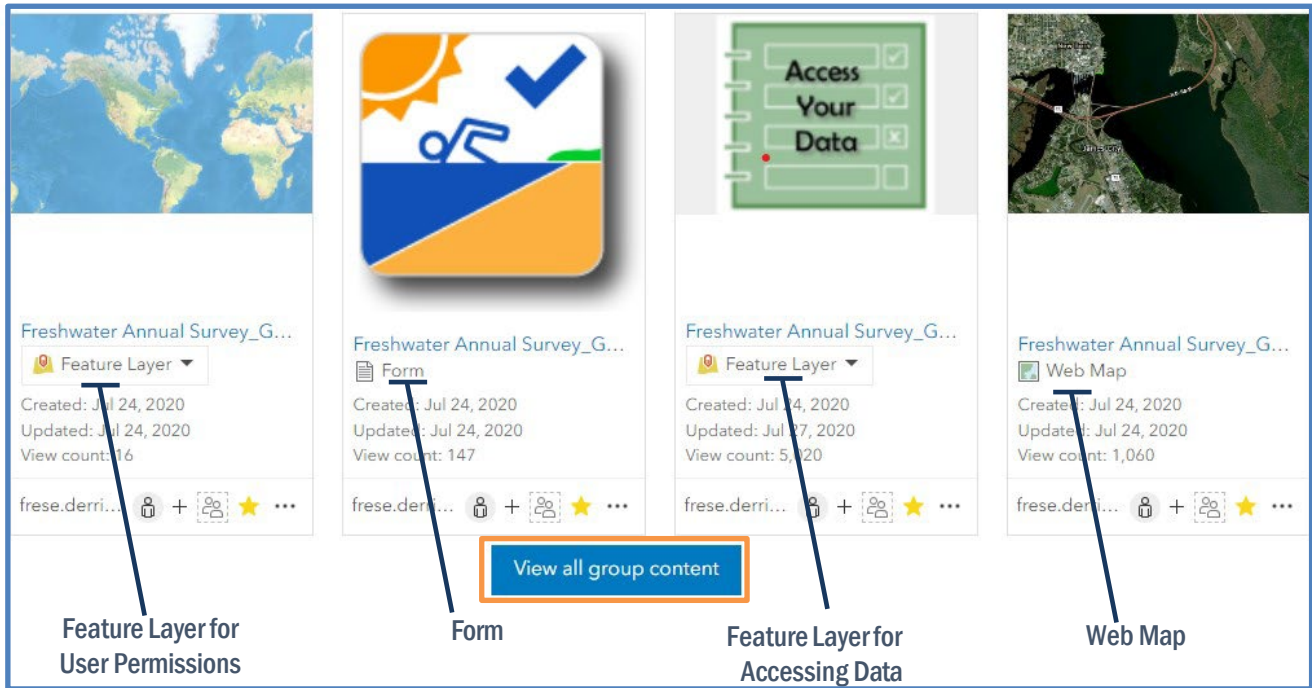 Access
Your
Data
Freshwater Annual Survey_G...
Feature Layer
Created: Jul 24, 2020
Updated: Jul 24, 2020
View count: 16
frese.derri...
Freshwater Annual Survey_G...
Form
Created: Jul 24, 2020
Updated: Jul 24, 2020
View count: 147
frese.derri...
Freshwater Annual Survey_G...
Feature Layer
Created: Jul 24, 2020
Updated: Jul 27, 2020
View count: 5,020
frese.derri...
Freshwater Annual Survey_G...
Web Map
Created: Jul 24, 2020
Updated: Jul 24, 2020
View count: 1,060
frese.derri...
View all group content
Feature Layer for
User Permissions
Form
Feature Layer for
Accessing Data
Web Map